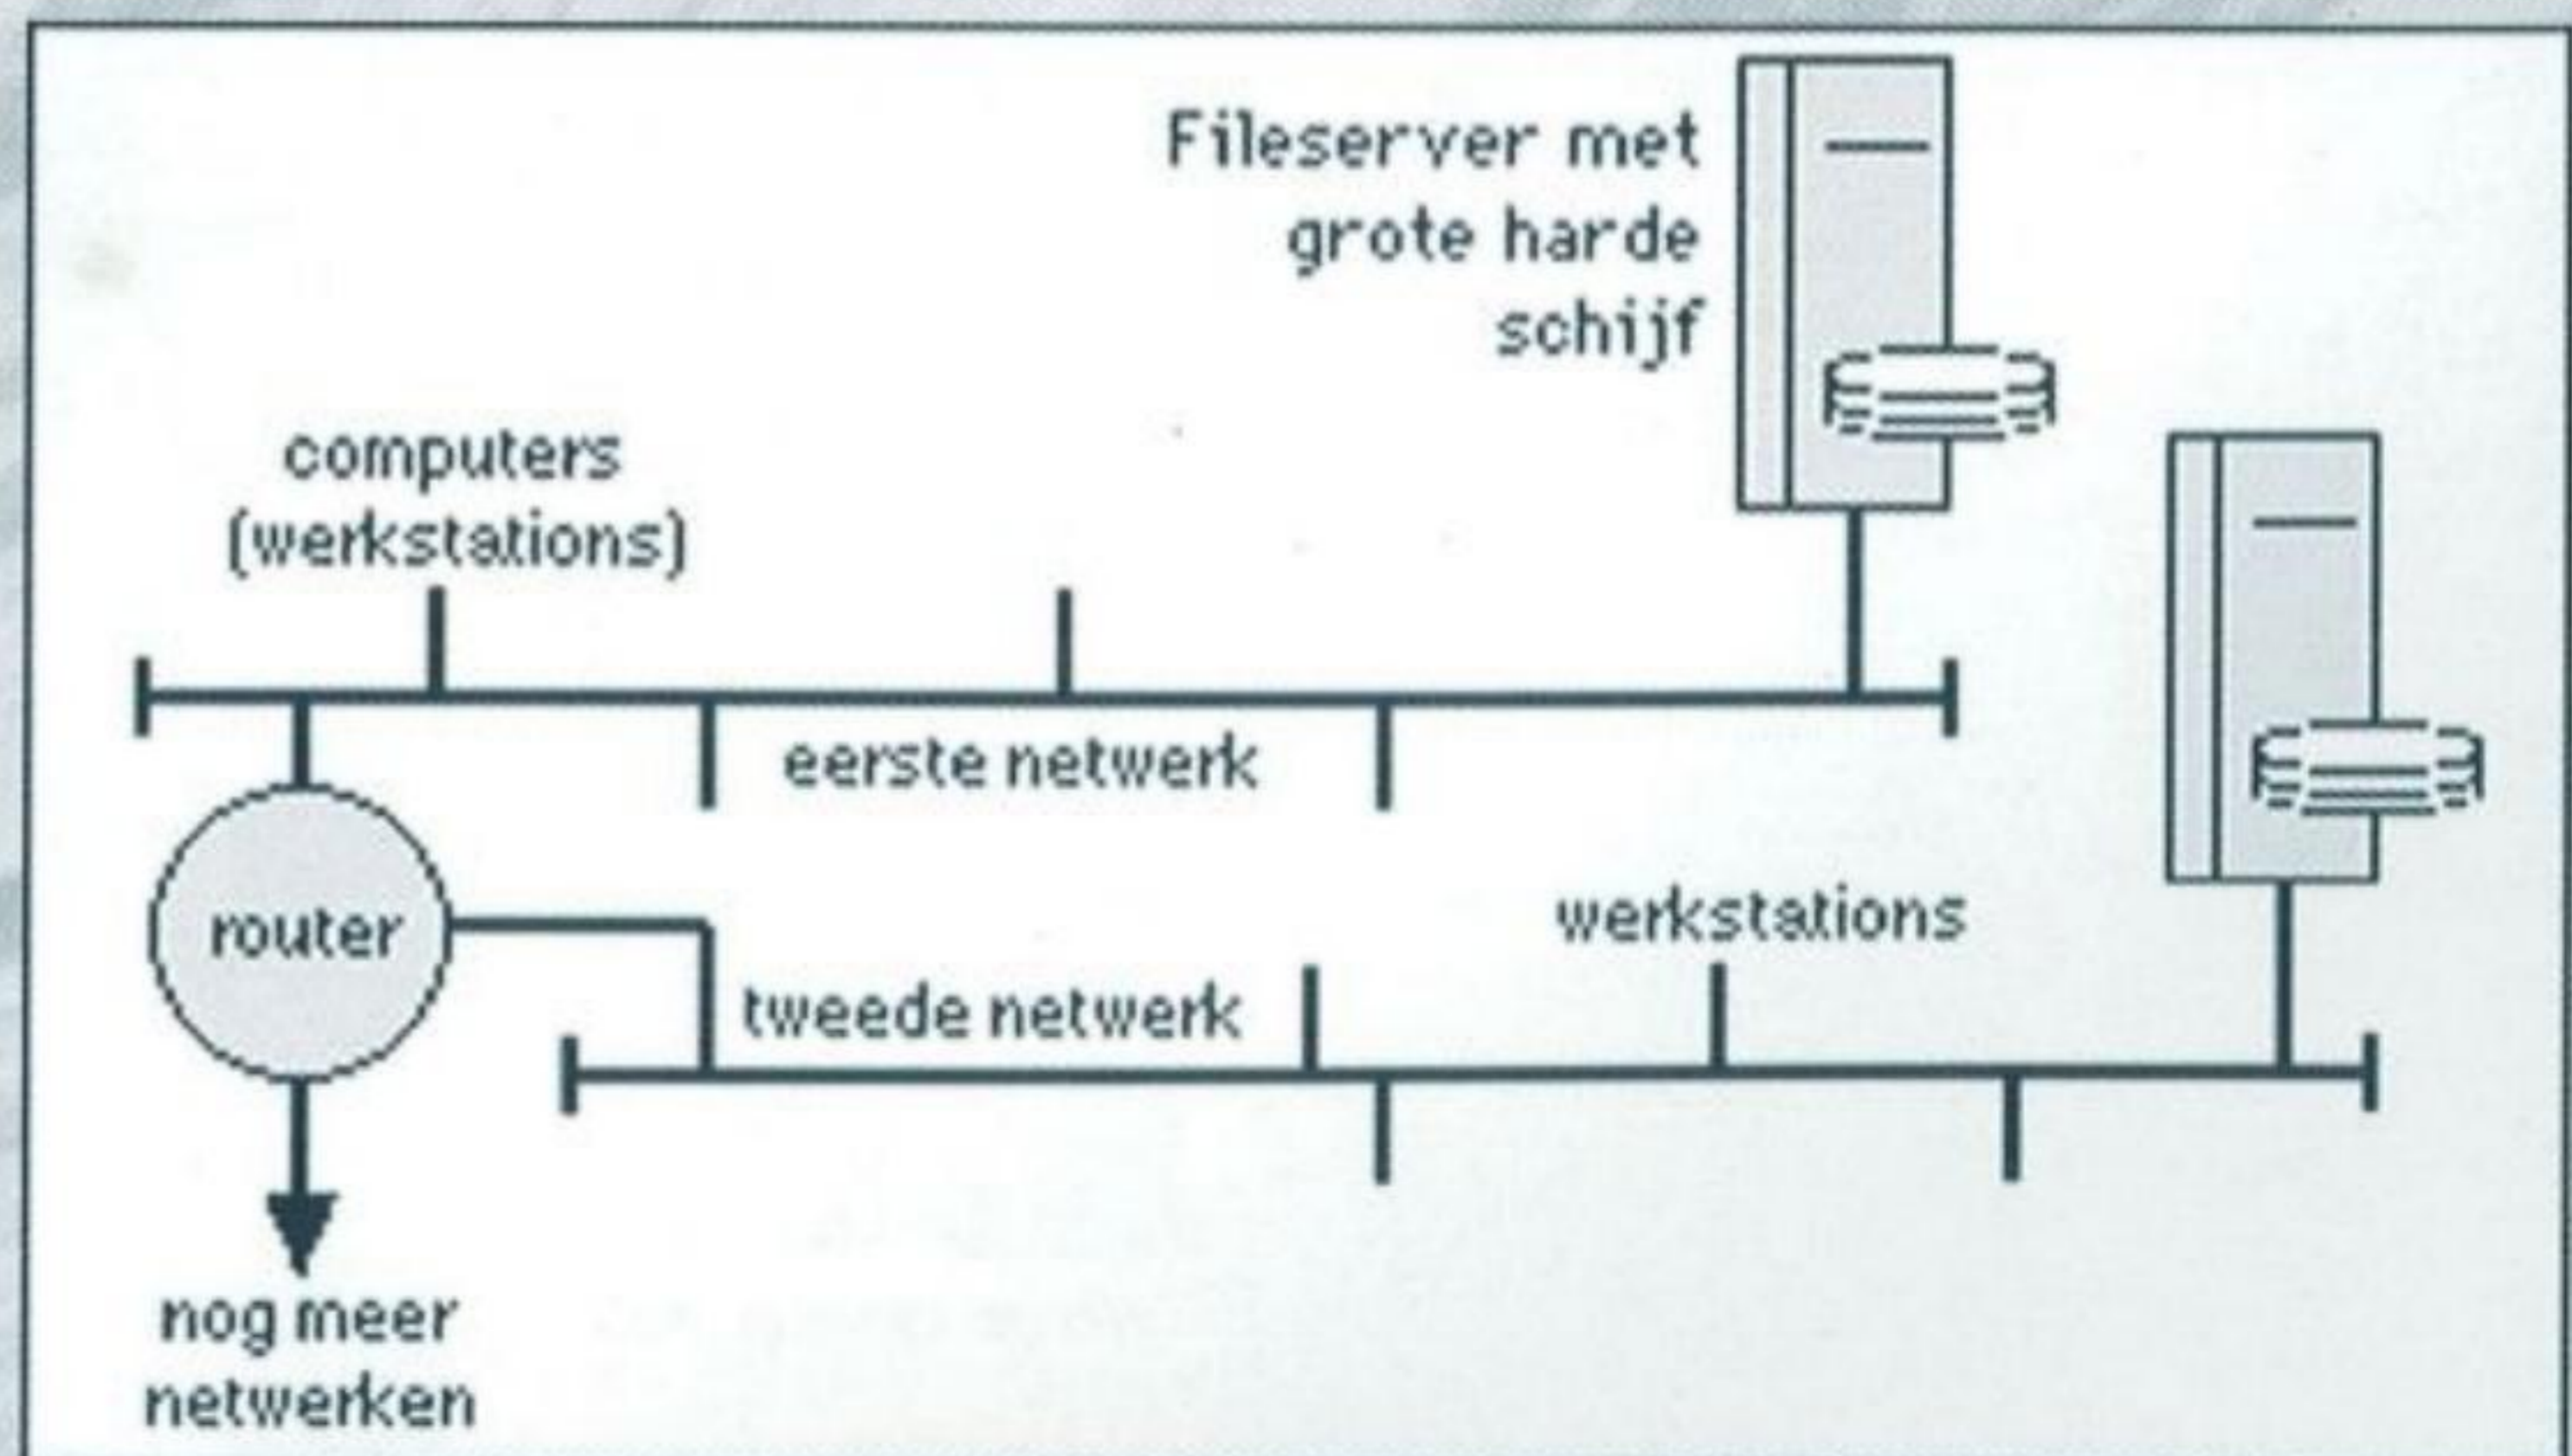 Fileserver met
grote harde
schijf
computers
(werkstations)
eerste netwerk
router
werkstations
tweede netwerk
nog meer
netwerken